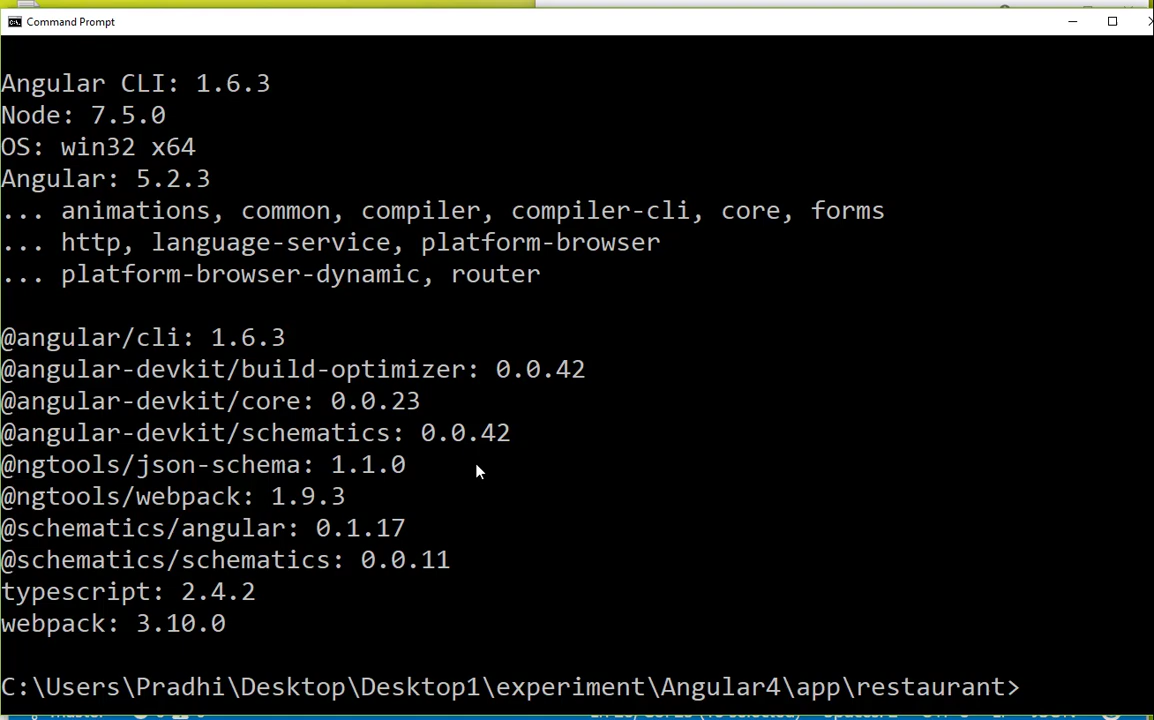 Command Prompt
Angular CLI: 1.6.3
Node: 7.5.0
OS: win32 x64
Angular: 5.2.3
... animations, common, compiler, compiler-cli, core, forms
... http, language-service, platform-browser
... platform-browser-dynamic, router
@angular/cli: 1.6.3
@angular-devkit/build-optimizer: 0.0.42
@angular-devkit/core: 0.0.23
@angular-devkit/schematics: 0.0.42
@ngtools/json-schema: 1.1.0
@ngtools/webpack: 1.9.3
@schematics/angular: 0.1.17
@schematics/schematics: 0.0.11
typescript: 2.4.2
webpack: 3.10.0
C:\Users\Pradhi\Desktop\Desktop1\experiment\Angular4\app\restaurant>